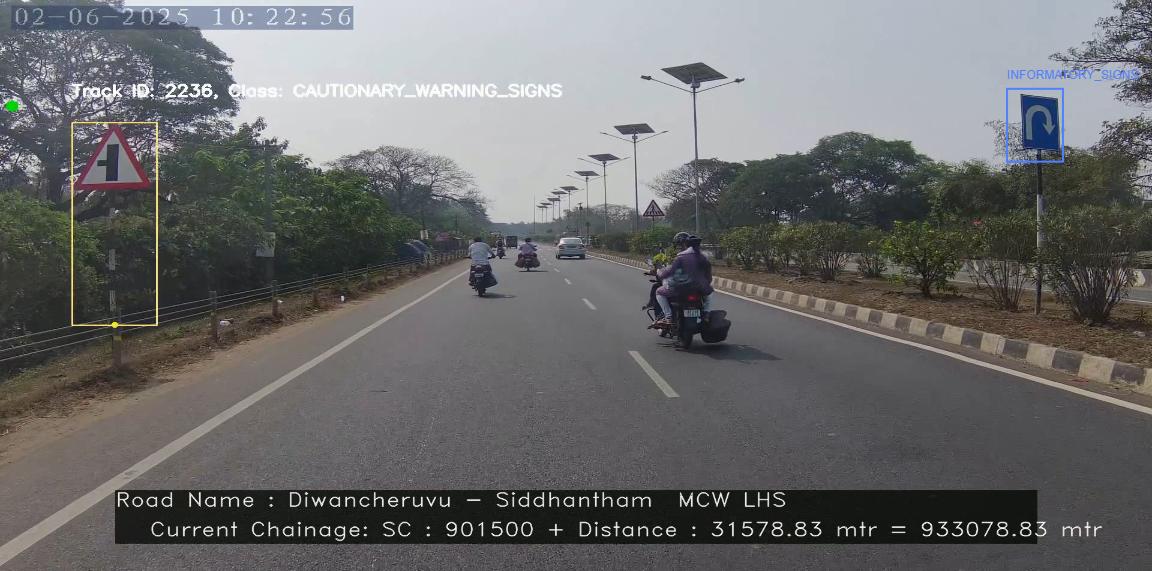 02-06-2025 10:22:56
INFORMATORY_SIGNS
Track ID: 2236, Class: CAUTIONARY_WARNING_SIGNS
Road Name : Diwancheruvu - Siddhantham MCW LHS
Current Chainage: SC : 901500 + Distance : 31578.83 mtr = 933078.83 mtr